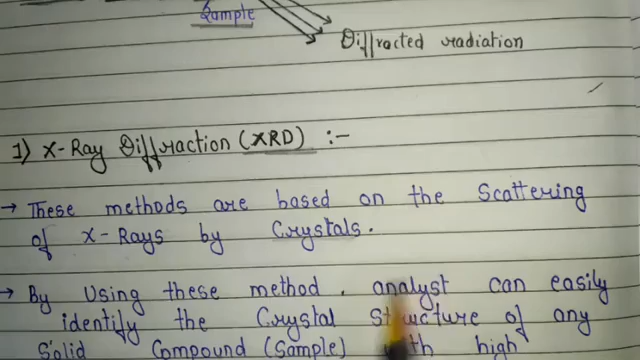 Sample
Diffracted radiation
1) X-Ray Diffraction (XRD) :-
→ These methods are based on the Scattering
of X-Rays by Crystals.
→ By Using these method, analyst can easily
identify the Crystal Structure of any
Solid Compound (Sample) with high